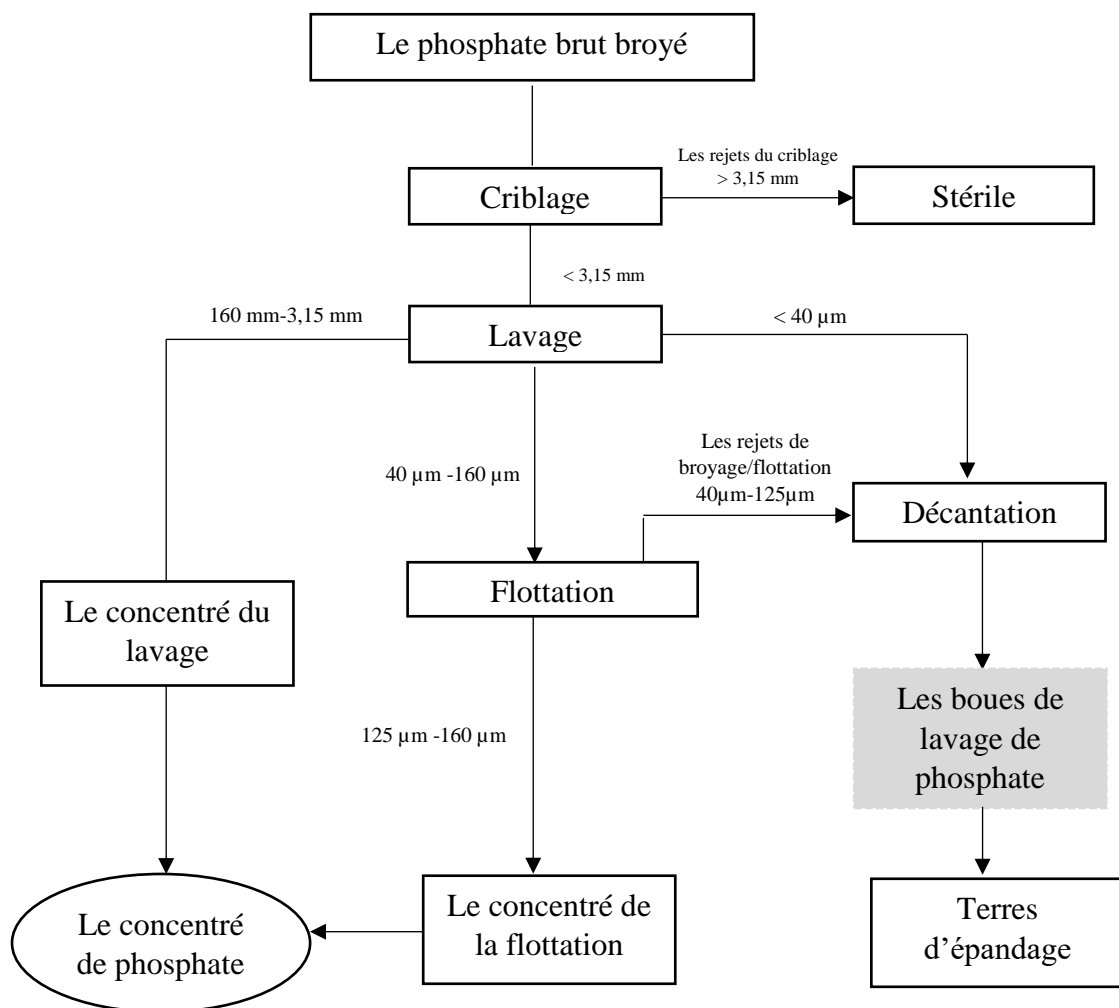 Le phosphate brut broyé
Les rejets du criblage
> 3,15 mm
Criblage
Stérile
< 3,15 mm
160 mm-3,15 mm
Lavage
< 40 µm
40 µm -160 µm
Les rejets de
broyage/flottation
40µm-125µm
Décantation
Flottation
Le concentré du
lavage
125 µm -160 µm
Les boues de
lavage de
phosphate
Le concentré
de phosphate
Le concentré de
la flottation
Terres
d’épandage